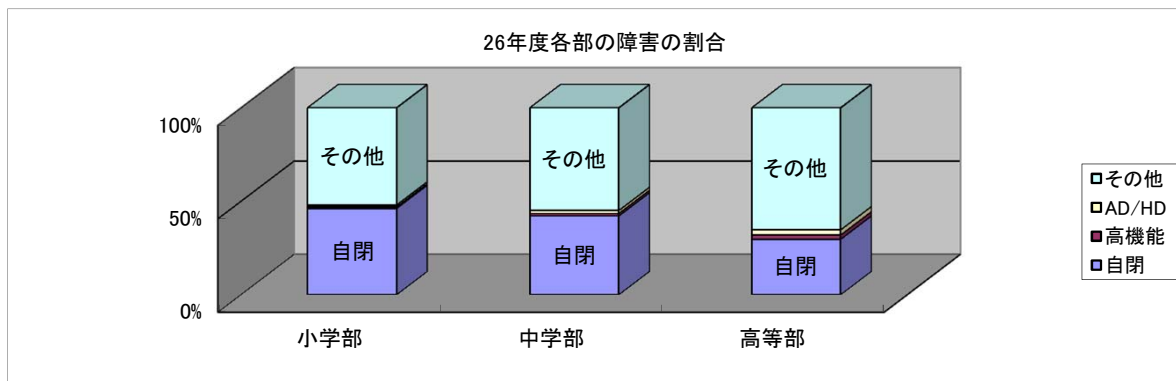 26年度各部の障害の割合
100%
50%
0%
その他
自閉
その他
自閉
その他
自閉
小学部
中学部
高等部
その他
AD/HD
高機能
自閉